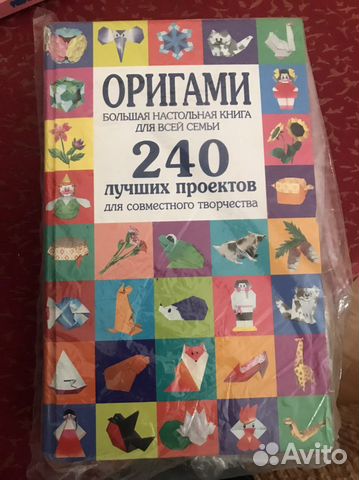 ОРИГАМИ
БОЛЬШАЯ НАСТОЛЬНАЯ КНИГА
ДЛЯ ВСЕЙ СЕМЬИ
240
лучших проектов
для совместного творчества
Avito